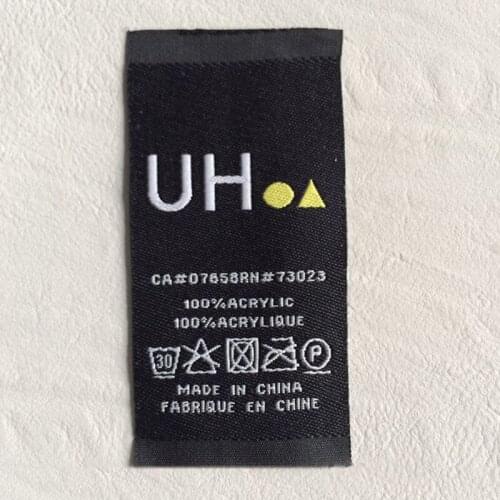 UH
CA#07658RN#73023
100%ACRYLIC
100%ACRYLIQUE
30 P
MADE IN CHINA
FABRIQUE EN CHINE